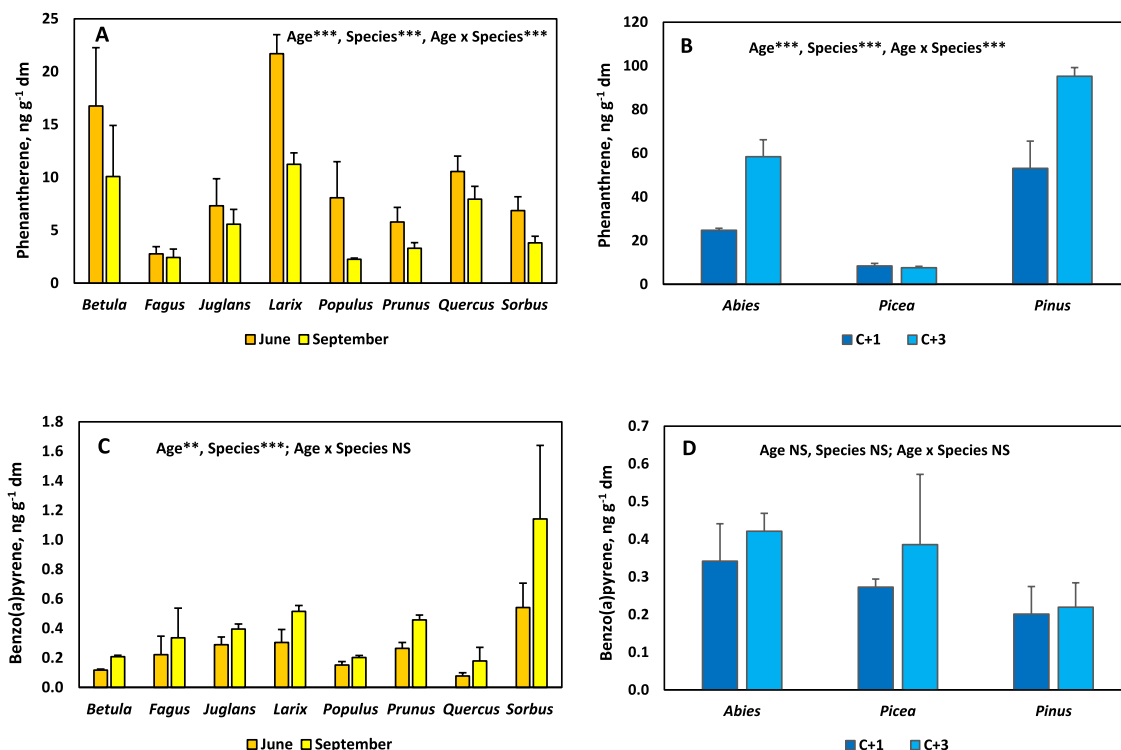 A
Age***, Species***, Age x Species***
Phenantherene, ng g-1 dm
25
20
15
10
5
0
Betula Fagus Juglans Larix Populus Prunus Quercus Sorbus
June September
B
Age***, Species***, Age x Species***
Phenanthrene, ng g-1 dm
120
100
80
60
40
20
0
Abies Picea Pinus
C+1 C+3
C
Age**, Species***; Age x Species NS
Benzo(a)pyrene, ng g-1 dm
1.8
1.6
1.4
1.2
1.0
0.8
0.6
0.4
0.2
0.0
Betula Fagus Juglans Larix Populus Prunus Quercus Sorbus
June September
D
Age NS, Species NS; Age x Species NS
Benzo(a)pyrene, ng g-1 dm
0.7
0.6
0.5
0.4
0.3
0.2
0.1
0.0
Abies Picea Pinus
C+1 C+3